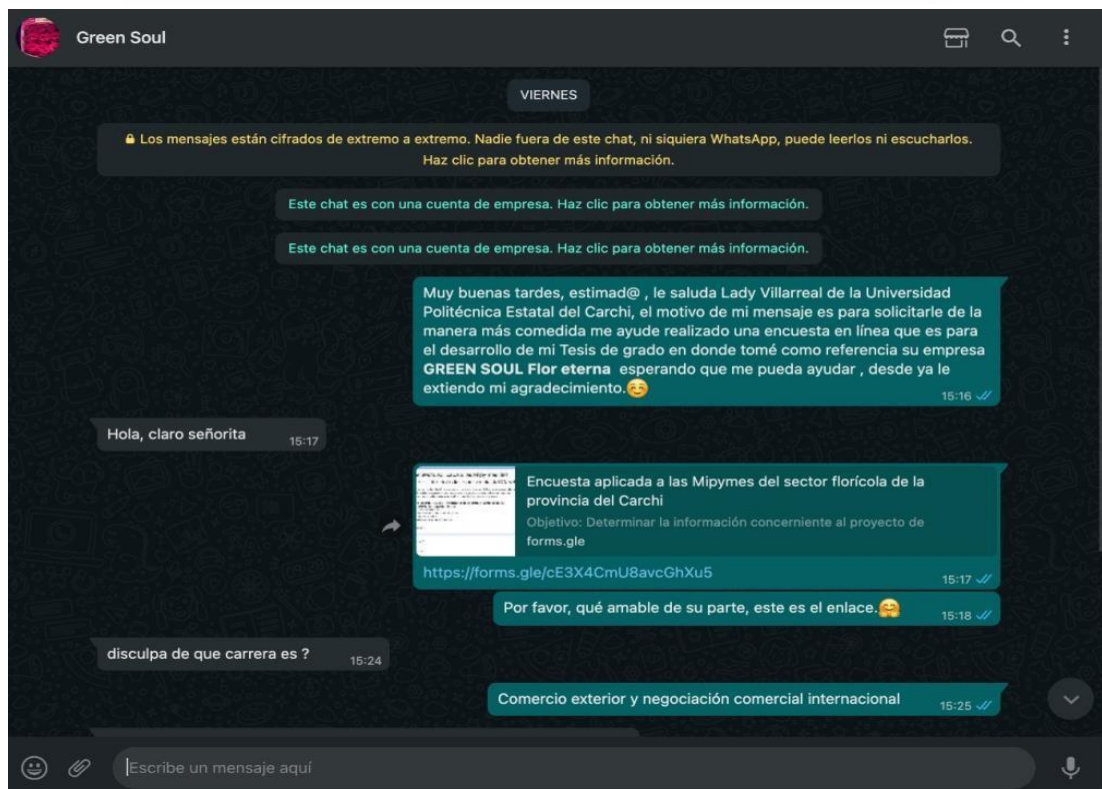 Green Soul
VIERNES
Los mensajes están cifrados de extremo a extremo. Nadie fuera de este chat, ni siquiera WhatsApp, puede leerlos ni escucharlos.
Haz clic para obtener más información.
Este chat es con una cuenta de empresa. Haz clic para obtener más información.
Este chat es con una cuenta de empresa. Haz clic para obtener más información.
Muy buenas tardes, estimad@ , le saluda Lady Villarreal de la Universidad
Politécnica Estatal del Carchi, el motivo de mi mensaje es para solicitarle de la
manera más comedida me ayude realizado una encuesta en línea que es para
el desarrollo de mi Tesis de grado en donde tomé como referencia su empresa
GREEN SOUL Flor eterna esperando que me pueda ayudar , desde ya le
extiendo mi agradecimiento.☺️
15:16
Hola, claro señorita 15:17
Encuesta aplicada a las Mipymes del sector florícola de la
provincia del Carchi
Objetivo: Determinar la información concerniente al proyecto de
forms.gle
https://forms.gle/cE3X4CmU8avcGhXu5
15:17
Por favor, qué amable de su parte, este es el enlace.🤗 15:18
disculpa de que carrera es ? 15:24
Comercio exterior y negociación comercial internacional 15:25
Escribe un mensaje aquí